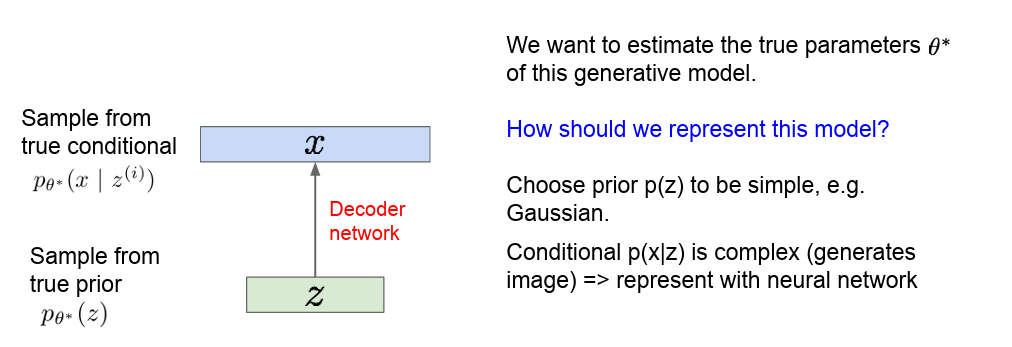 Sample from
true conditional
p_{θ*}(x | z^{(i)})
x
Decoder
network
Sample from
true prior
p_{θ*}(z)
z
We want to estimate the true parameters θ*
of this generative model.
How should we represent this model?
Choose prior p(z) to be simple, e.g.
Gaussian.
Conditional p(x|z) is complex (generates
image) => represent with neural network